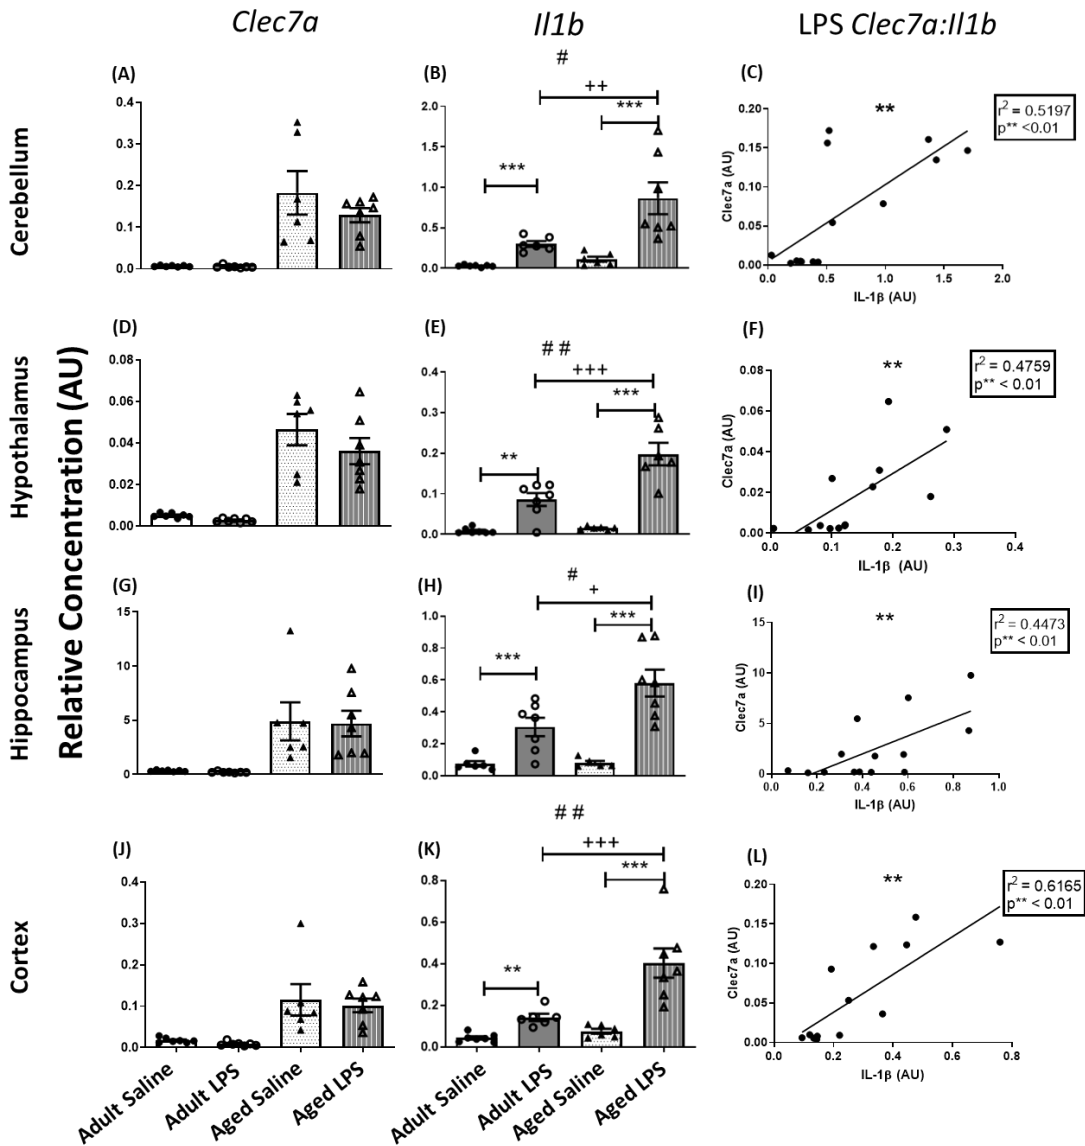 Clec7a
Il1b
LPS Clec7a:Il1b
Relative Concentration (AU)
Cerebellum
(A)
0.4
0.3
0.2
0.1
0.0
(B)
#
++
***
***
2.0
1.5
1.0
0.5
0.0
(C)
**
r² = 0.5197
p** <0.01
Clec7a (AU)
0.20
0.15
0.10
0.05
0.00
0.0 0.5 1.0 1.5 2.0
IL-1β (AU)
Hypothalamus
(D)
0.08
0.06
0.04
0.02
0.00
(E)
# #
+++
***
**
0.4
0.3
0.2
0.1
0.0
(F)
**
r² = 0.4759
p** < 0.01
Clec7a (AU)
0.08
0.06
0.04
0.02
0.00
0.0 0.1 0.2 0.3 0.4
IL-1β (AU)
Hippocampus
(G)
15
10
5
0
(H)
#
+
***
***
1.0
0.8
0.6
0.4
0.2
0.0
(I)
**
r² = 0.4473
p** < 0.01
Clec7a (AU)
15
10
5
0
0.0 0.2 0.4 0.6 0.8 1.0
IL-1β (AU)
Cortex
(J)
0.4
0.3
0.2
0.1
0.0
(K)
# #
+++
***
**
0.8
0.6
0.4
0.2
0.0
(L)
**
r² = 0.6165
p** < 0.01
Clec7a (AU)
0.20
0.15
0.10
0.05
0.00
0.0 0.2 0.4 0.6 0.8
IL-1β (AU)
Adult Saline
Adult LPS
Aged Saline
Aged LPS
Adult Saline
Adult LPS
Aged Saline
Aged LPS